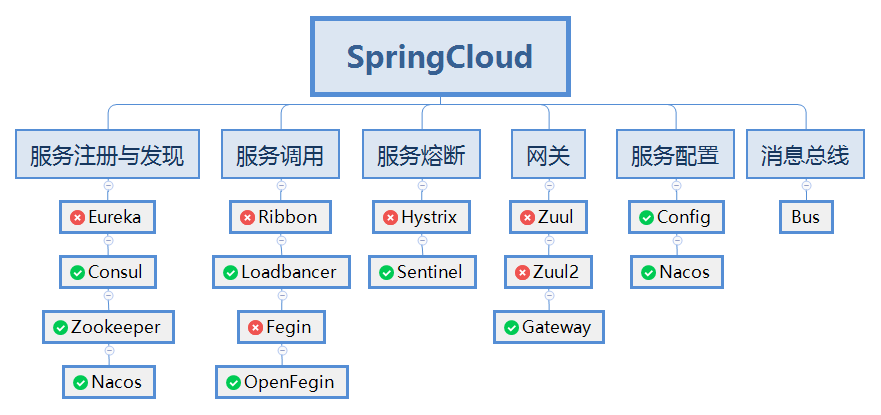 SpringCloud
服务注册与发现
服务调用
服务熔断
网关
服务配置
消息总线
Eureka
Ribbon
Hystrix
Zuul
Config
Bus
Consul
Loadbancer
Sentinel
Zuul2
Nacos
Zookeeper
Fegin
Gateway
Nacos
OpenFegin